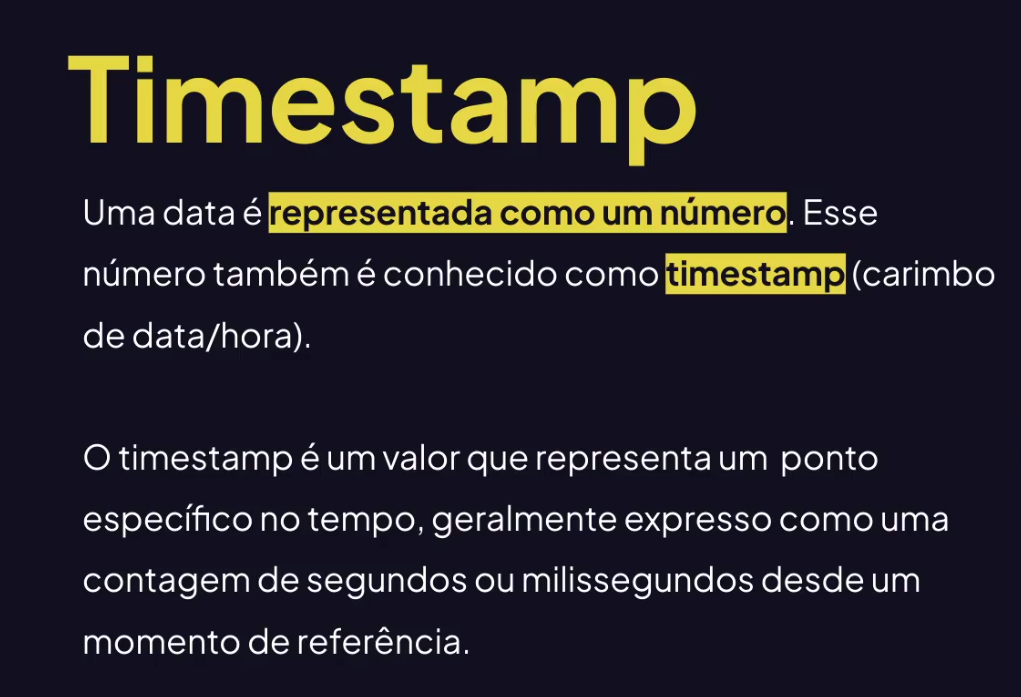 Timestamp
Uma data é representada como um número. Esse
número também é conhecido como timestamp (carimbo
de data/hora).
O timestamp é um valor que representa um ponto
específico no tempo, geralmente expresso como uma
contagem de segundos ou milissegundos desde um
momento de referência.